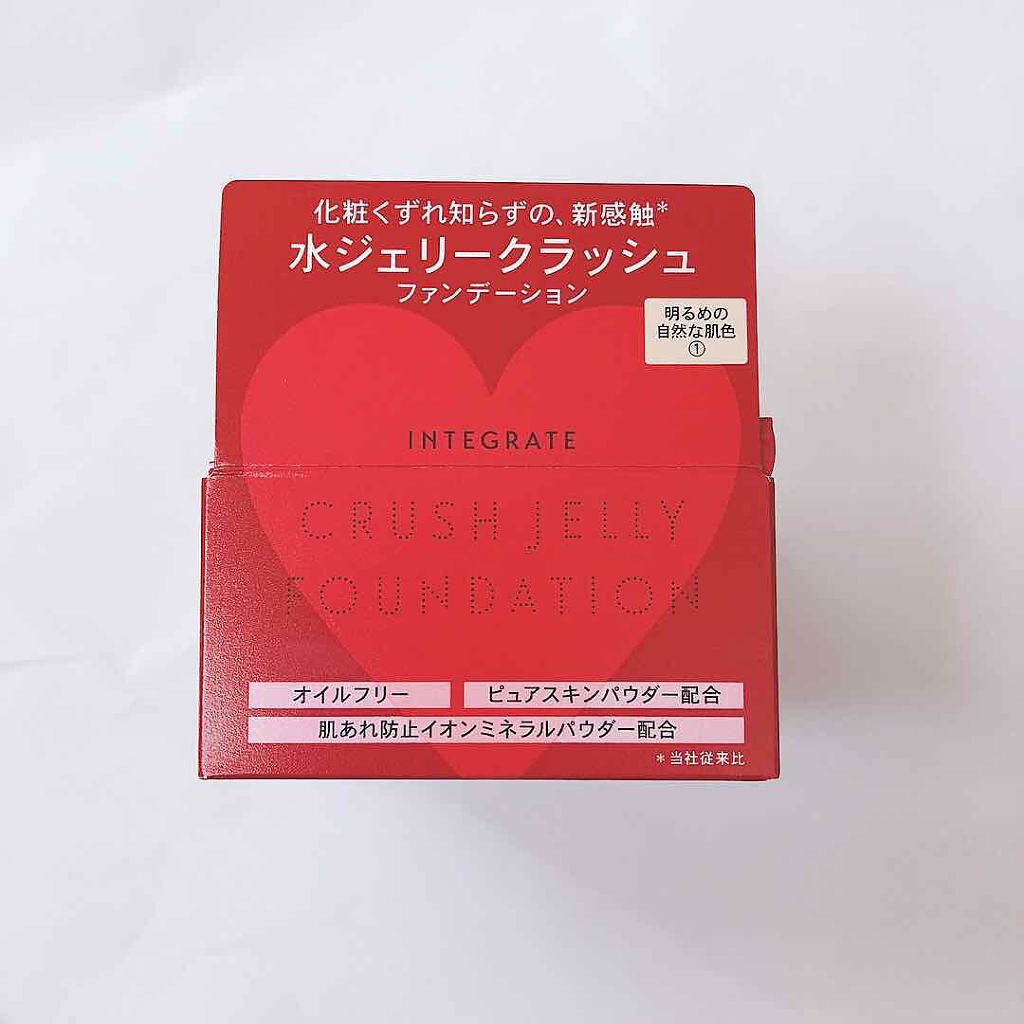 化粧くずれ知らずの、新感触*
水ジェリークラッシュ
ファンデーション
明るめの
自然な肌色
①
INTEGRATE
CRUSH JELLY
FOUNDATION
オイルフリー
ピュアスキンパウダー配合
肌あれ防止イオンミネラルパウダー配合
*当社従来比